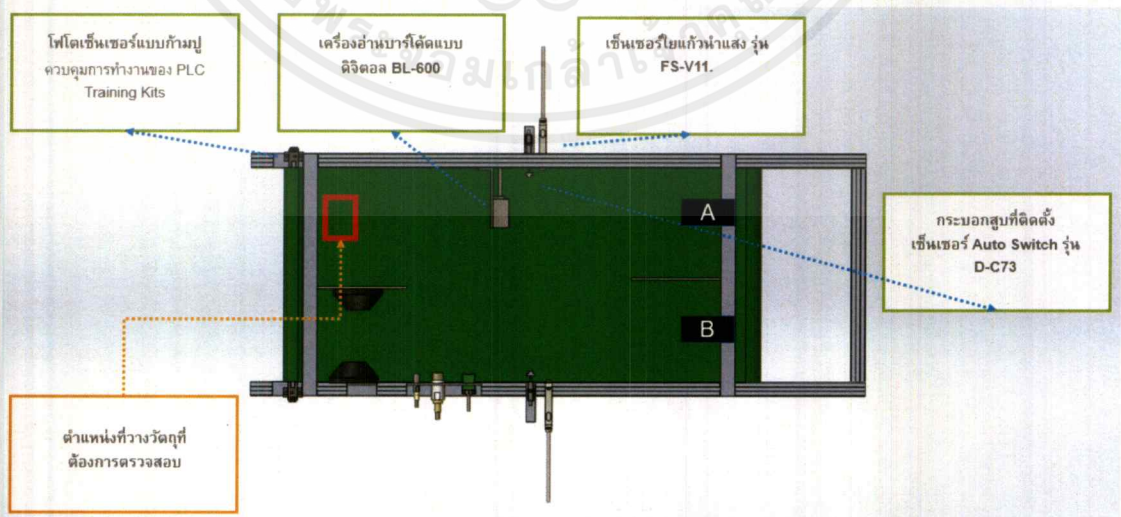 โฟโตเซ็นเซอร์แบบก้ามปู
ควบคุมการทำงานของ PLC
Training Kits
เครื่องอ่านบาร์โค้ดแบบ
ดิจิตอล BL-600
เซ็นเซอร์ใยแก้วนำแสง รุ่น
FS-V11.
กระบอกสูบที่ติดตั้ง
เซ็นเซอร์ Auto Switch รุ่น
D-C73
A
B
ตำแหน่งที่วางวัตถุที่
ต้องการตรวจสอบ